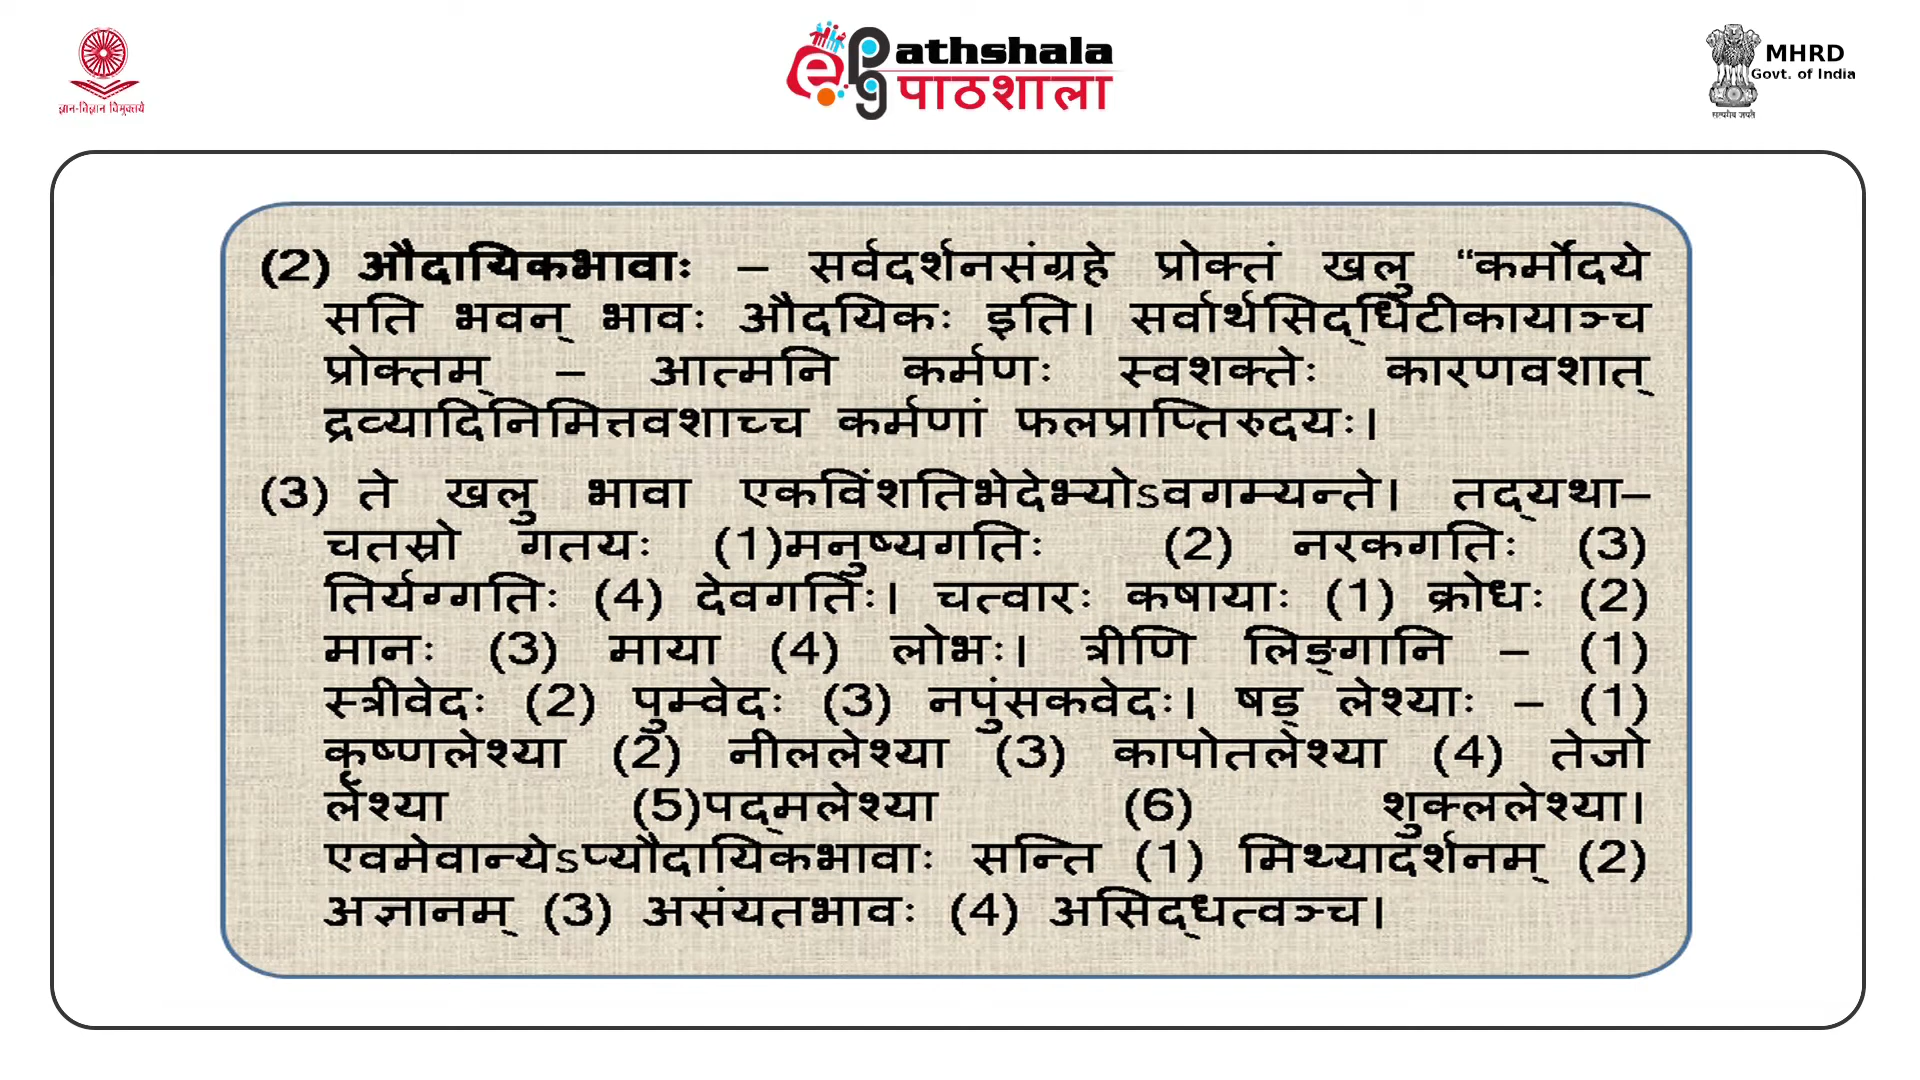 ज्ञान-विज्ञान विमुक्तये
e PG athshala
पाठशाला
MHRD
Govt. of India
सत्यमेव जयते
(2) औदायिकभावाः – सर्वदर्शनसंग्रहे प्रोक्तं खलु “कर्मोदये
सति भवन् भावः औदयिकः इति। सर्वार्थसिद्धिटीकायाञ्च
प्रोक्तम् – आत्मनि कर्मणः स्वशक्तेः कारणवशात्
द्रव्यादिनिमित्तवशाच्च कर्मणां फलप्राप्तिरुदयः।
(3) ते खलु भावा एकविंशतिभेदेभ्योऽवगम्यन्ते। तद्यथा–
चतस्रो गतयः (1)मनुष्यगतिः (2) नरकगतिः (3)
तिर्यग्गतिः (4) देवगतिः। चत्वारः कषायाः (1) क्रोधः (2)
मानः (3) माया (4) लोभः। त्रीणि लिङ्गानि – (1)
स्त्रीवेदः (2) पुम्वेदः (3) नपुंसकवेदः। षड् लेश्याः – (1)
कृष्णलेश्या (2) नीललेश्या (3) कापोतलेश्या (4) तेजो
लेश्या (5)पद्मलेश्या (6) शुक्ललेश्या।
एवमेवान्येऽप्यौदायिकभावाः सन्ति (1) मिथ्यादर्शनम् (2)
अज्ञानम् (3) असंयतभावः (4) असिद्धत्वञ्च।